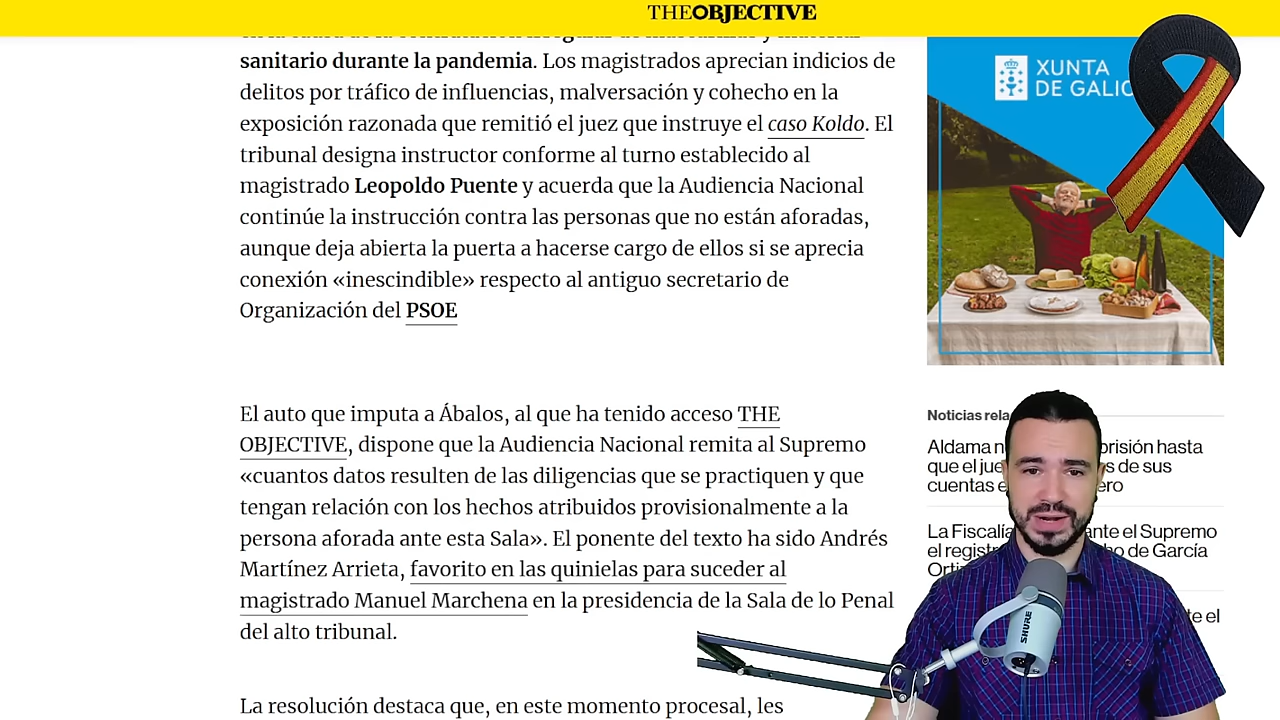 THEOBJECTIVE
sanitario durante la pandemia. Los magistrados aprecian indicios de
delitos por tráfico de influencias, malversación y cohecho en la
exposición razonada que remitió el juez que instruye el caso Koldo. El
tribunal designa instructor conforme al turno establecido al
magistrado Leopoldo Puente y acuerda que la Audiencia Nacional
continúe la instrucción contra las personas que no están aforadas,
aunque deja abierta la puerta a hacerse cargo de ellos si se aprecia
conexión «inescindible» respecto al antiguo secretario de
Organización del PSOE
El auto que imputa a Ábalos, al que ha tenido acceso THE
OBJECTIVE, dispone que la Audiencia Nacional remita al Supremo
«cuantos datos resulten de las diligencias que se practiquen y que
tengan relación con los hechos atribuidos provisionalmente a la
persona aforada ante esta Sala». El ponente del texto ha sido Andrés
Martínez Arrieta, favorito en las quinielas para suceder al
magistrado Manuel Marchena en la presidencia de la Sala de lo Penal
del alto tribunal.
La resolución destaca que, en este momento procesal, les
XUNTA
DE
Noticias
Aldama prisión hasta
que el de sus
cuentas
La Fiscalía ante el Supremo
el de García
el
SHURE